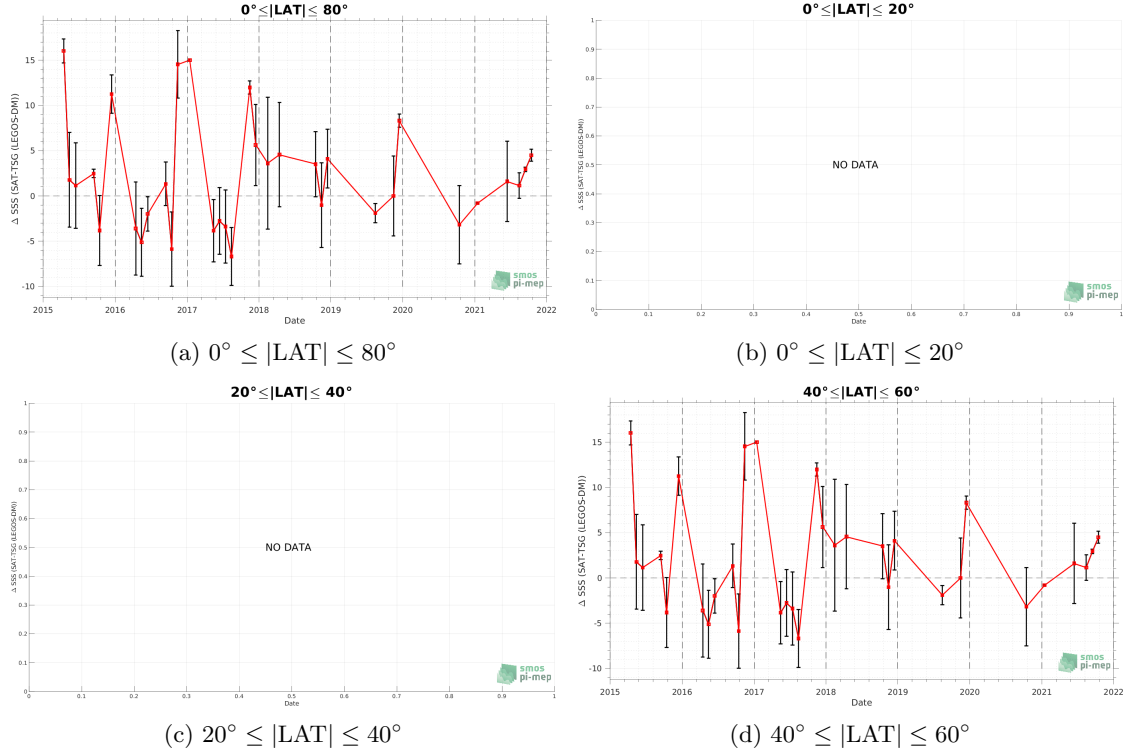 0°≤|LAT|≤ 80°
Δ SSS (SAT-TSG (LEGOS-DM))
15
10
5
0
-5
-10
2015 2016 2017 2018 2019 2020 2021 2022
Date
smos
pi-mep
(a) 0° ≤ |LAT| ≤ 80°
0°≤|LAT|≤ 20°
Δ SSS (SAT-TSG (LEGOS-DM))
1
0.9
0.8
0.7
0.6
0.5
0.4
0.3
0.2
0.1
0
NO DATA
0 0.1 0.2 0.3 0.4 0.5 0.6 0.7 0.8 0.9 1
Date
smos
pi-mep
(b) 0° ≤ |LAT| ≤ 20°
20°≤|LAT|≤ 40°
Δ SSS (SAT-TSG (LEGOS-DM))
1
0.9
0.8
0.7
0.6
0.5
0.4
0.3
0.2
0.1
0
NO DATA
0 0.1 0.2 0.3 0.4 0.5 0.6 0.7 0.8 0.9 1
Date
smos
pi-mep
(c) 20° ≤ |LAT| ≤ 40°
40°≤|LAT|≤ 60°
Δ SSS (SAT-TSG (LEGOS-DM))
15
10
5
0
-5
-10
2015 2016 2017 2018 2019 2020 2021 2022
Date
smos
pi-mep
(d) 40° ≤ |LAT| ≤ 60°